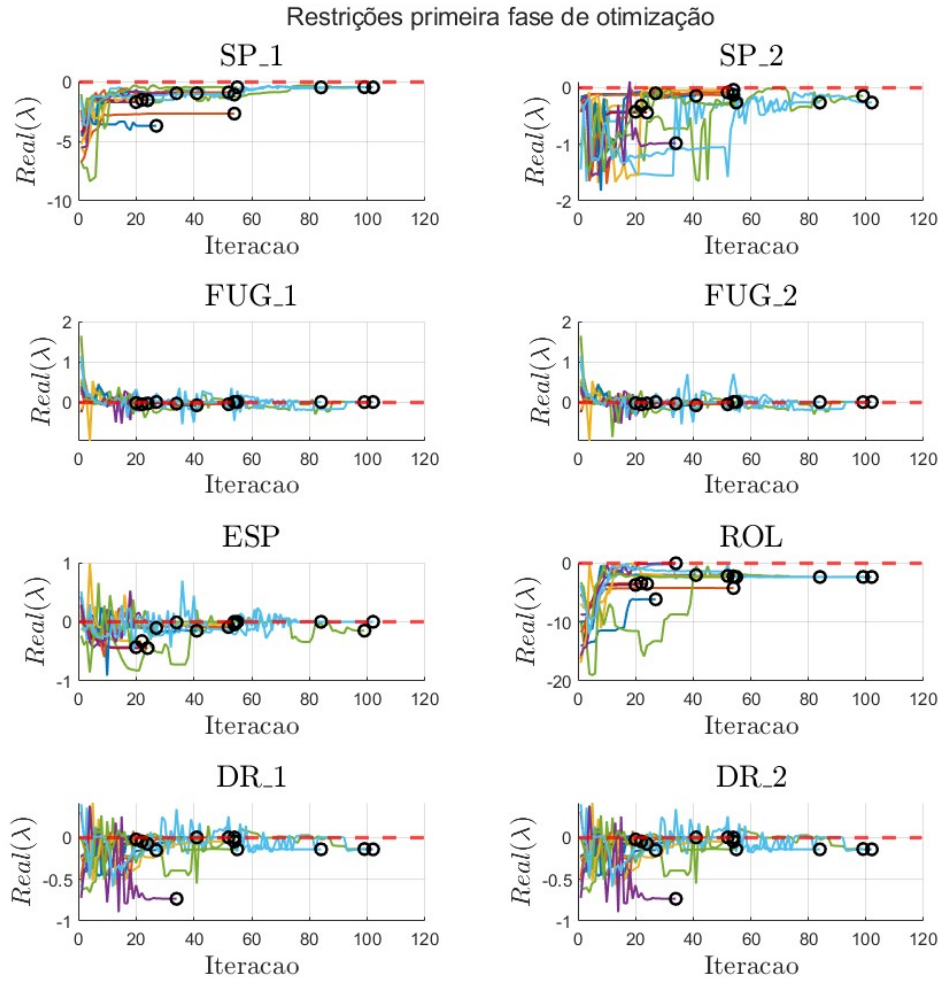 Restrições primeira fase de otimização
SP_1
0
-5
-10
Real(λ)
0 20 40 60 80 100 120
Iteracao
SP_2
0
-1
-2
Real(λ)
0 20 40 60 80 100 120
Iteracao
FUG_1
2
1
0
Real(λ)
0 20 40 60 80 100 120
Iteracao
FUG_2
2
1
0
Real(λ)
0 20 40 60 80 100 120
Iteracao
ESP
1
0
-1
Real(λ)
0 20 40 60 80 100 120
Iteracao
ROL
0
-10
-20
Real(λ)
0 20 40 60 80 100 120
Iteracao
DR_1
0
-0.5
-1
Real(λ)
0 20 40 60 80 100 120
Iteracao
DR_2
0
-0.5
-1
Real(λ)
0 20 40 60 80 100 120
Iteracao